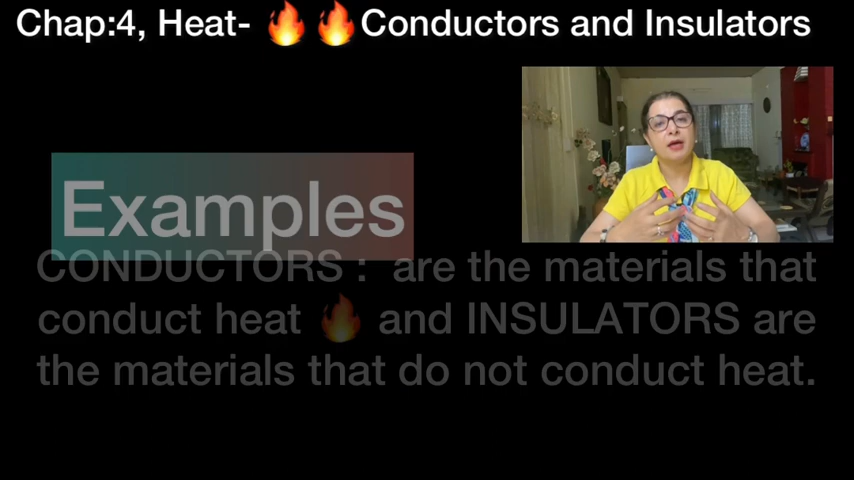 Chap:4, Heat- 🔥🔥Conductors and Insulators
Examples
CONDUCTORS : are the materials that
conduct heat 🔥 and INSULATORS are
the materials that do not conduct heat.